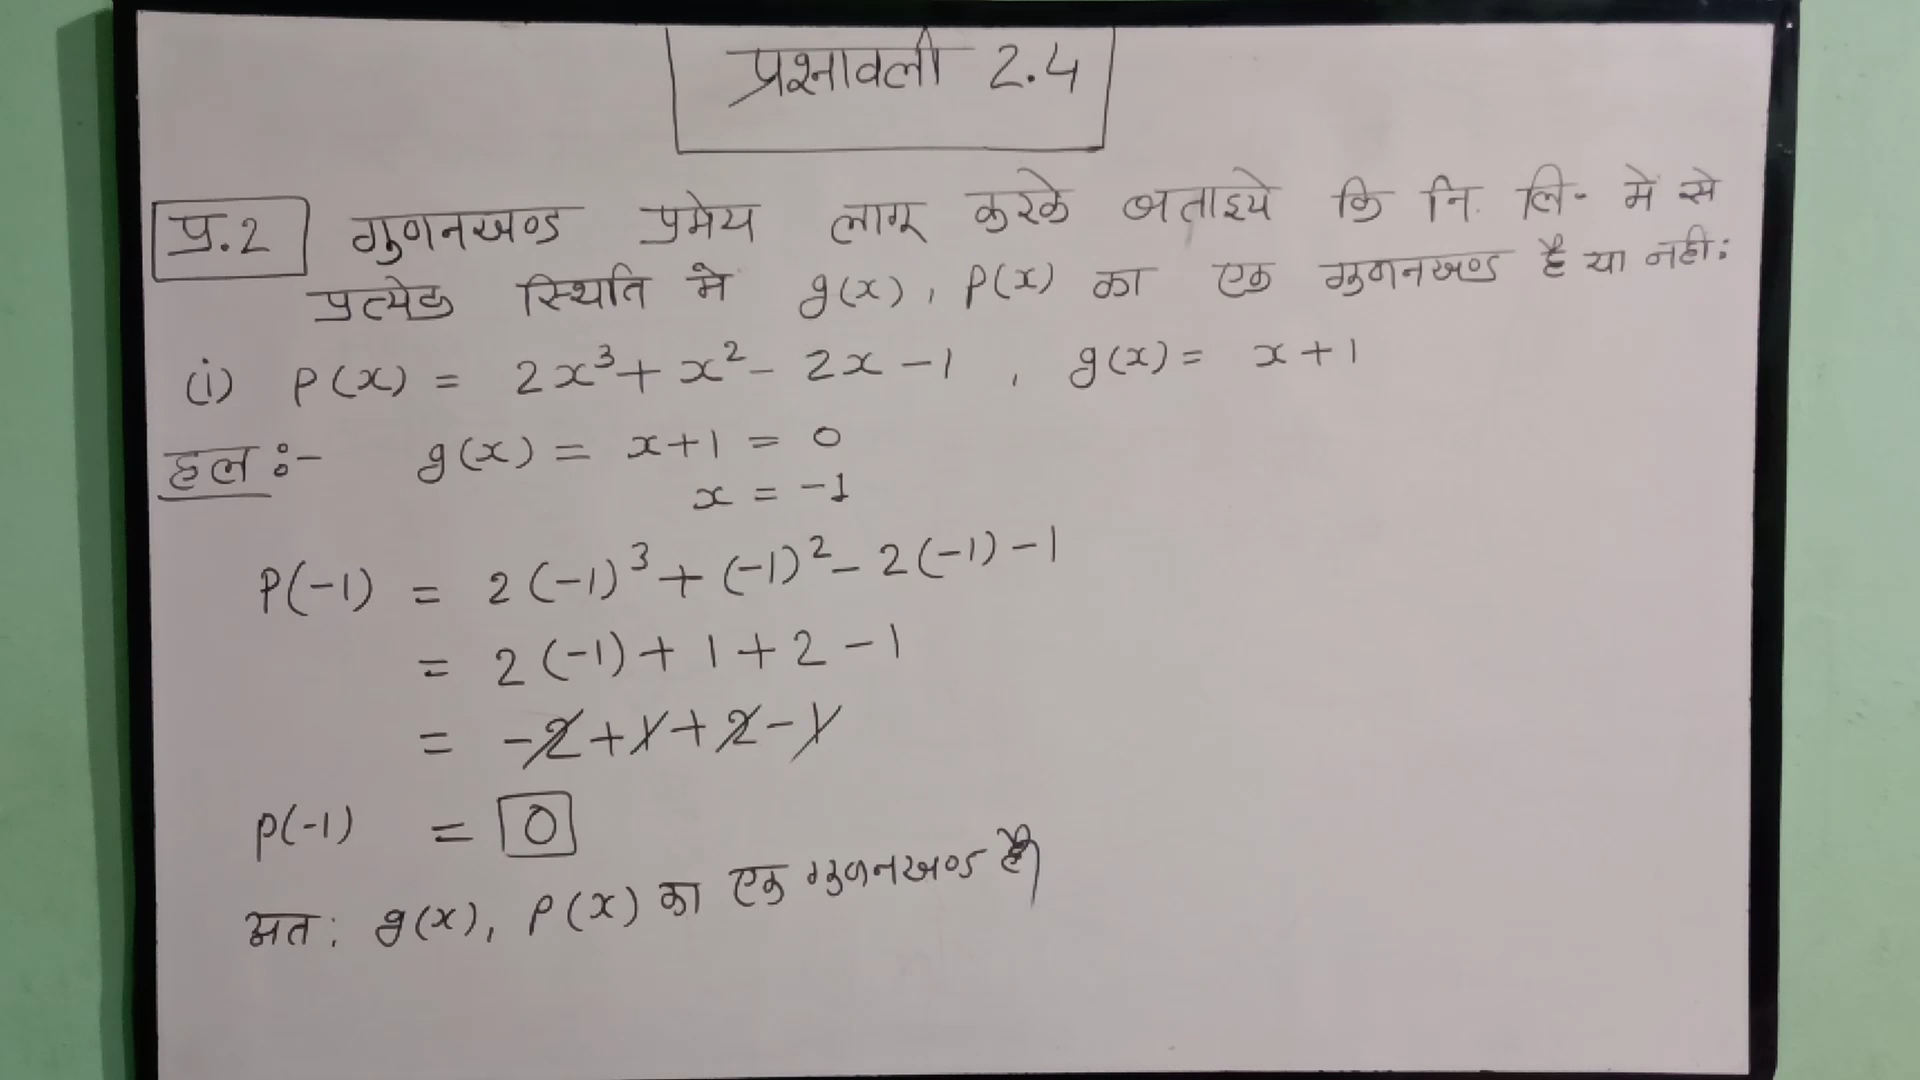 प्रश्नावली 2.4
प्र.2 गुणनखण्ड प्रमेय लागू करके बताइये कि नि. लि- में से
प्रत्येक स्थिति मे g(x), p(x) का एक गुणनखण्ड है या नही:
(i) p(x) = 2x³ + x² - 2x - 1 , g(x) = x + 1
हल :- g(x) = x+1 = 0
x = -1
P(-1) = 2(-1)³ + (-1)² - 2(-1) - 1
= 2(-1) + 1 + 2 - 1
= -2 + 1 + 2 - 1
p(-1) = 0
अत: g(x), p(x) का एक गुणनखण्ड है।